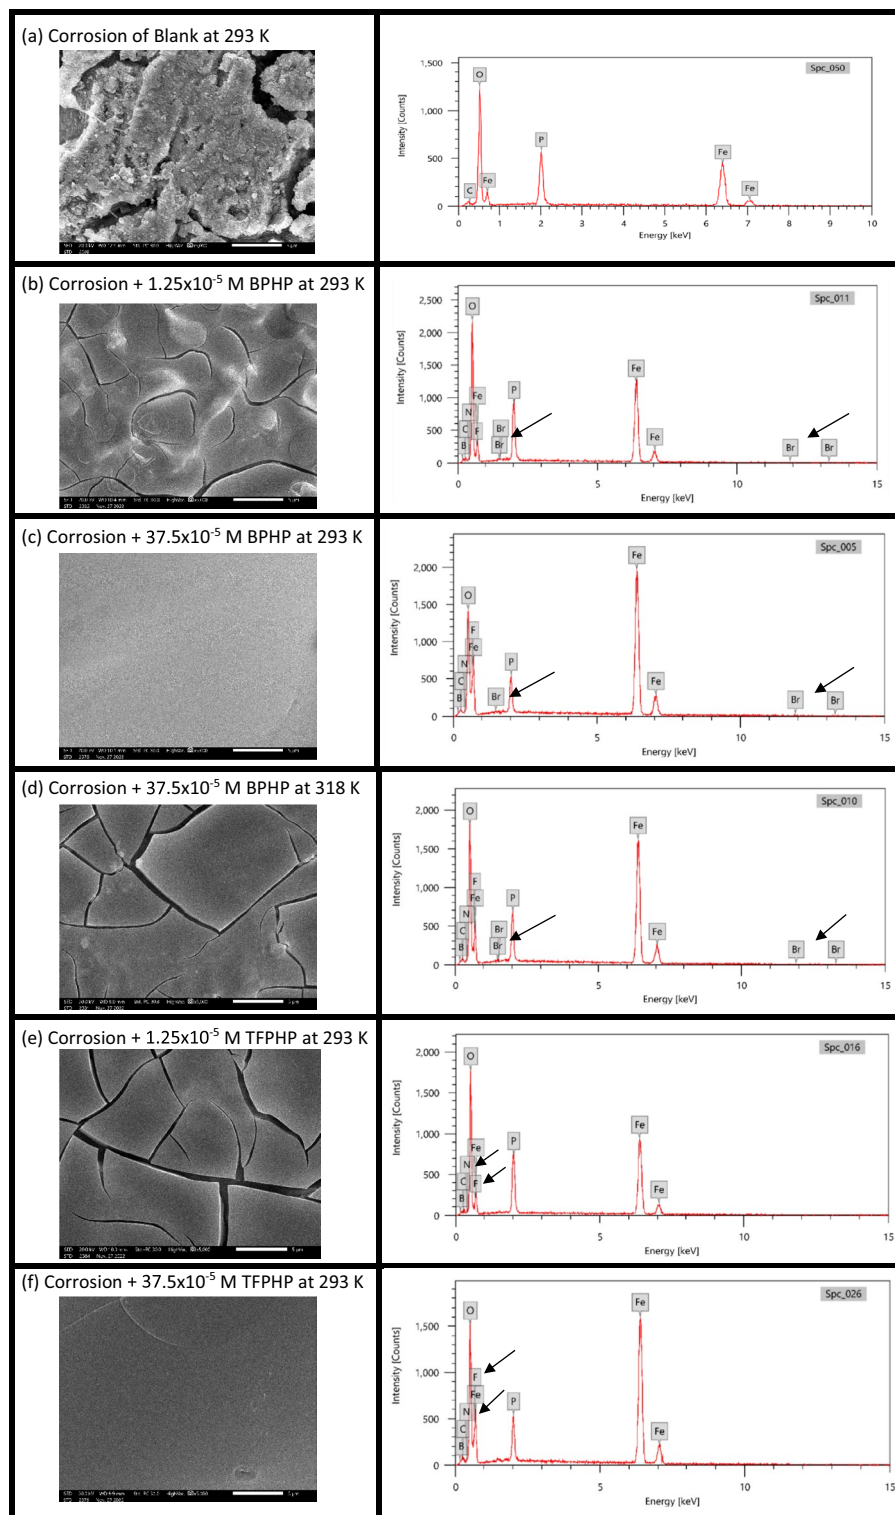 (a) Corrosion of Blank at 293 K
Intensity [Counts]
1,500
1,000
500
0
Spc_050
O
C
Fe
P
Fe
Fe
0 1 2 3 4 5 6 7 8 9 10
Energy [keV]
(b) Corrosion + 1.25x10-5 M BPHP at 293 K
Intensity [Counts]
2,500
2,000
1,500
1,000
500
0
Spc_011
O
Fe
N
C
F
B
Br
Br
P
Fe
Fe
Br
Br
0 5 10 15
Energy [keV]
(c) Corrosion + 37.5x10-5 M BPHP at 293 K
Intensity [Counts]
2,000
1,500
1,000
500
0
Spc_005
O
F
Fe
N
C
B
Br
P
Fe
Fe
Br
Br
0 5 10 15
Energy [keV]
(d) Corrosion + 37.5x10-5 M BPHP at 318 K
Intensity [Counts]
2,000
1,500
1,000
500
0
Spc_010
O
F
Fe
N
C
B
Br
Br
P
Fe
Fe
Br
Br
0 5 10 15
Energy [keV]
(e) Corrosion + 1.25x10-5 M TFPHP at 293 K
Intensity [Counts]
2,000
1,500
1,000
500
0
Spc_016
O
Fe
N
C
F
B
P
Fe
Fe
0 5 10 15
Energy [keV]
(f) Corrosion + 37.5x10-5 M TFPHP at 293 K
Intensity [Counts]
1,500
1,000
500
0
Spc_026
O
F
Fe
N
C
B
P
Fe
Fe
0 5 10 15
Energy [keV]